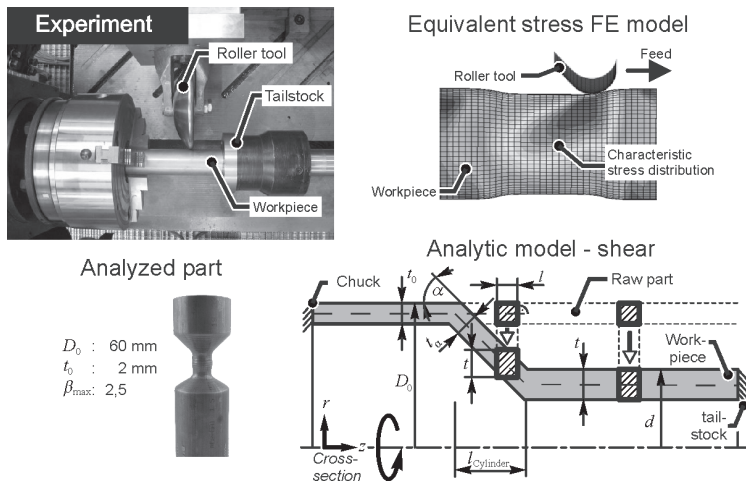 Experiment
Roller tool
Tailstock
Workpiece
Equivalent stress FE model
Roller tool
Feed
Characteristic
stress distribution
Workpiece
Analyzed part
D₀ : 60 mm
t₀ : 2 mm
βmax: 2,5
Analytic model - shear
Chuck
t₀
α
l
Raw part
tα
t
D₀
t
Work-
piece
d
tail-
stock
r
z
Cross-
section
lCylinder